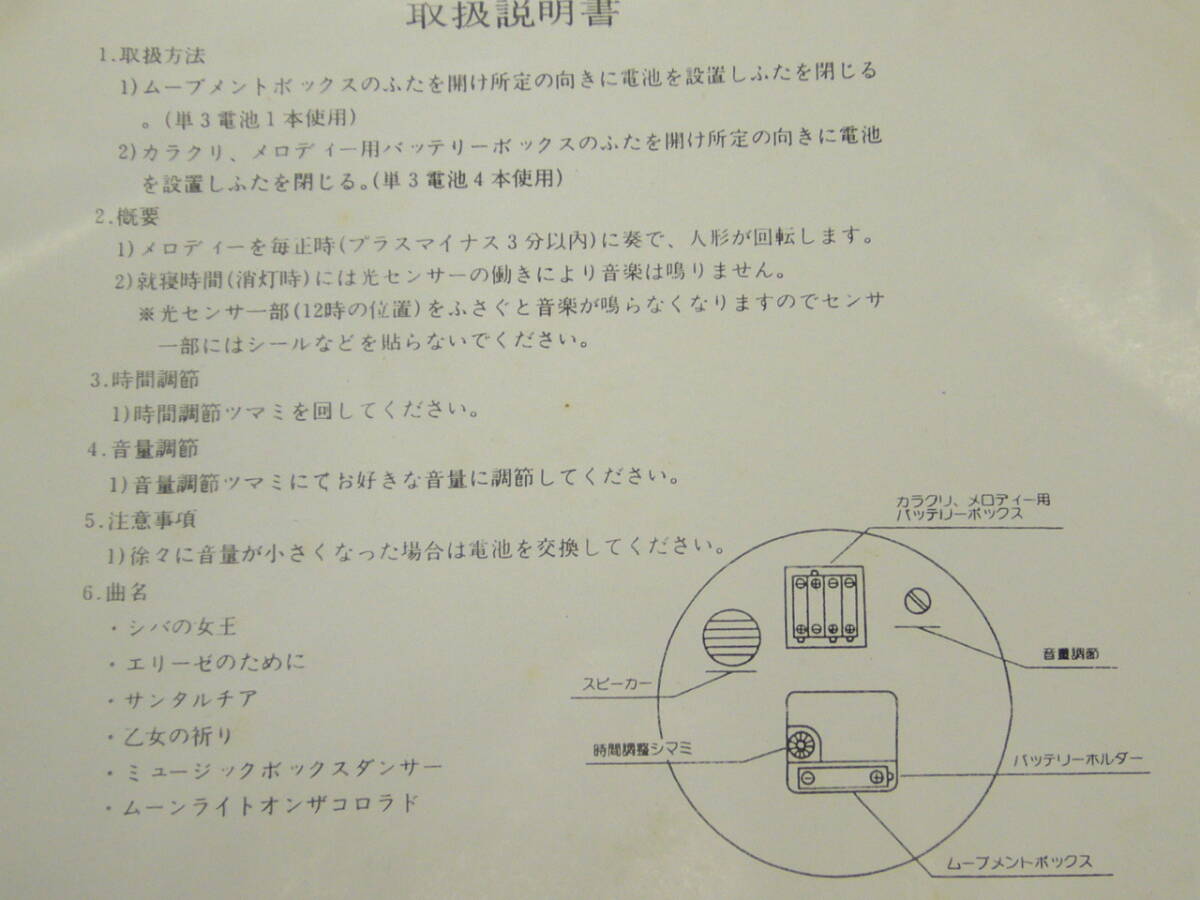 取扱説明書
1.取扱方法
1)ムーブメントボックスのふたを開け所定の向きに電池を設置しふたを閉じる
。(単3電池1本使用)
2)カラクリ、メロディー用バッテリーボックスのふたを開け所定の向きに電池
を設置しふたを閉じる。(単3電池4本使用)
2.概要
1)メロディーを毎正時(プラスマイナス3分以内)に奏で、人形が回転します。
2)就寝時間(消灯時)には光センサーの働きにより音楽は鳴りません。
※光センサー部(12時の位置)をふさぐと音楽が鳴らなくなりますのでセンサ
ー部にはシールなどを貼らないでください。
3.時間調節
1)時間調節ツマミを回してください。
4.音量調節
1)音量調節ツマミにてお好きな音量に調節してください。
5.注意事項
1)徐々に音量が小さくなった場合は電池を交換してください。
6.曲名
・シバの女王
・エリーゼのために
・サンタルチア
・乙女の祈り
・ミュージックボックスダンサー
・ムーンライトオンザコロラド
カラクリ、メロディー用
バッテリーボックス
音量調節
スピーカー
時間調整シマミ
バッテリーホルダー
ムーブメントボックス